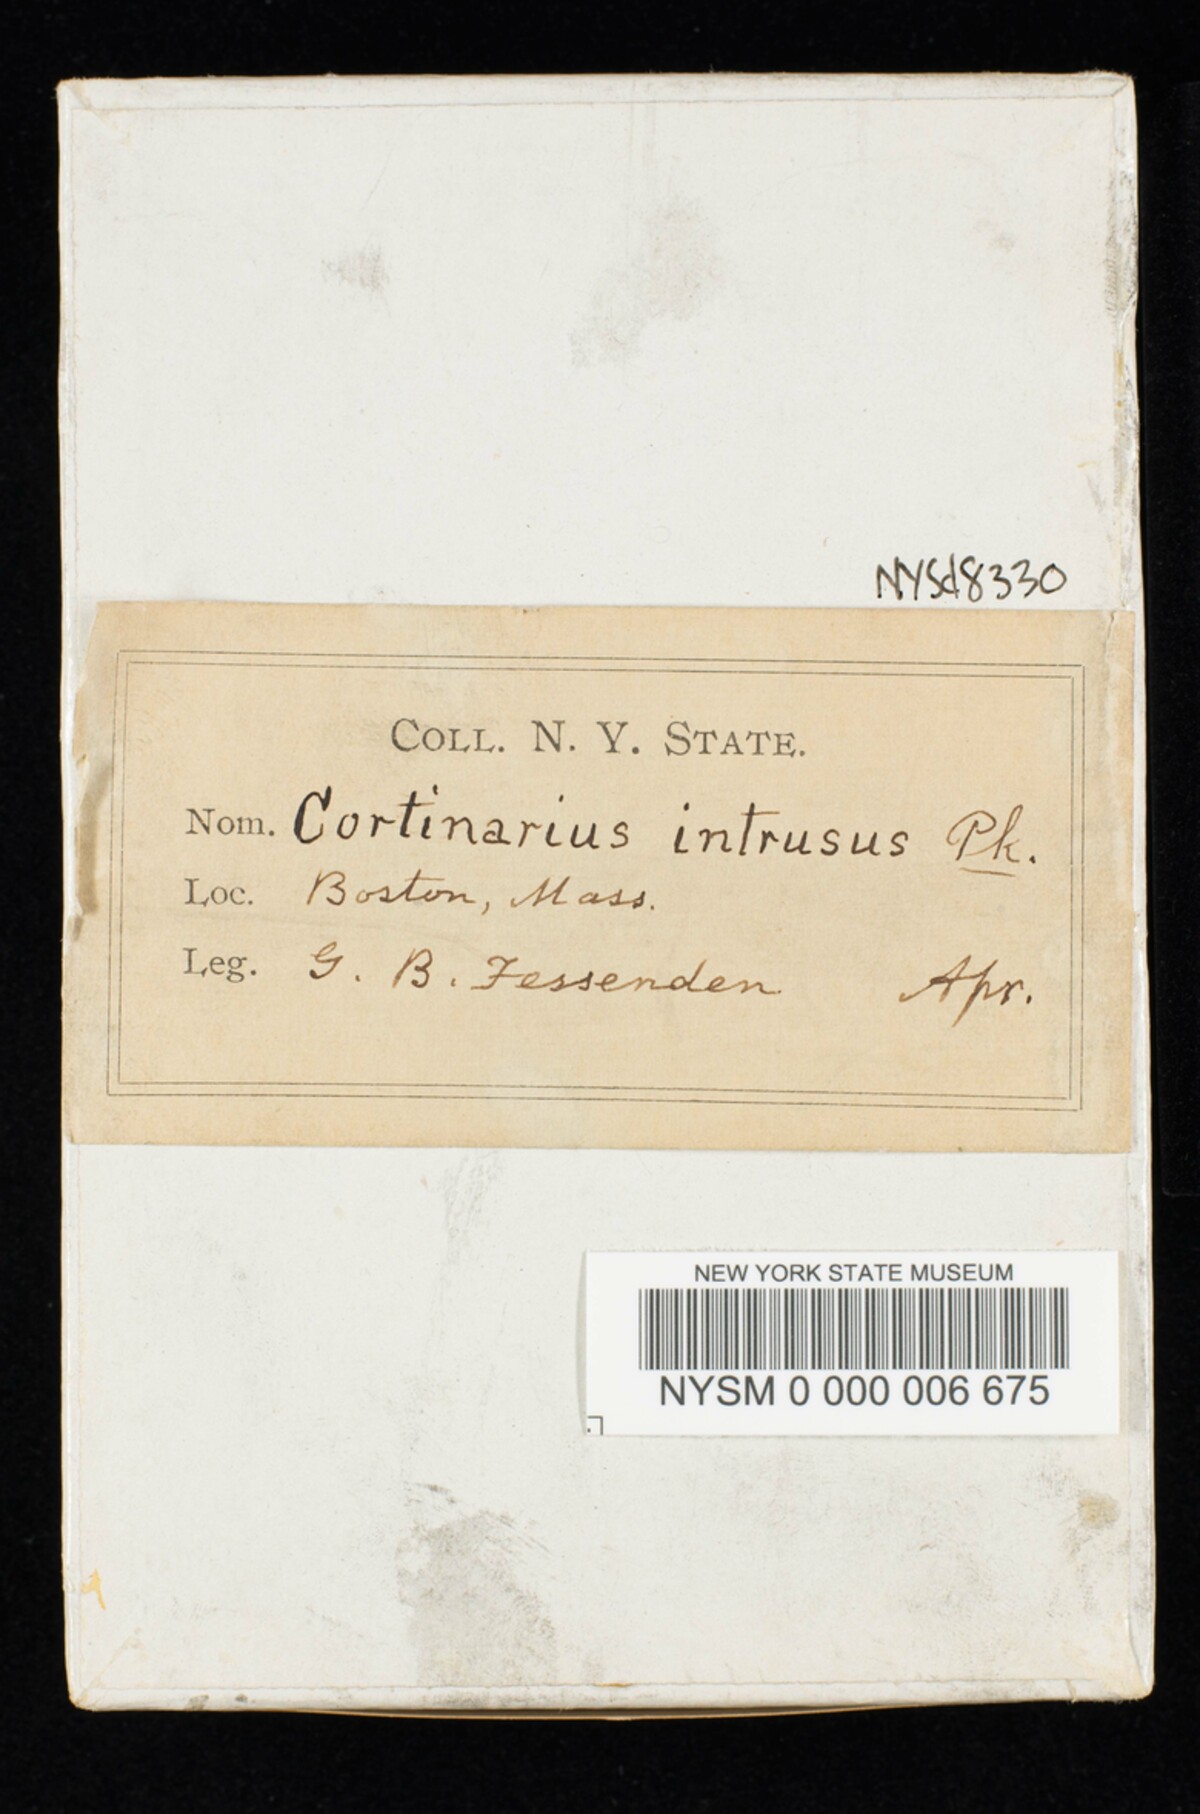 NYSd8330
COLL. N. Y. STATE.
Nom. Cortinarius intrusus Pk.
Loc. Boston, Mass.
Leg. G. B. Fessenden Apr.
NEW YORK STATE MUSEUM
NYSM 0 000 006 675